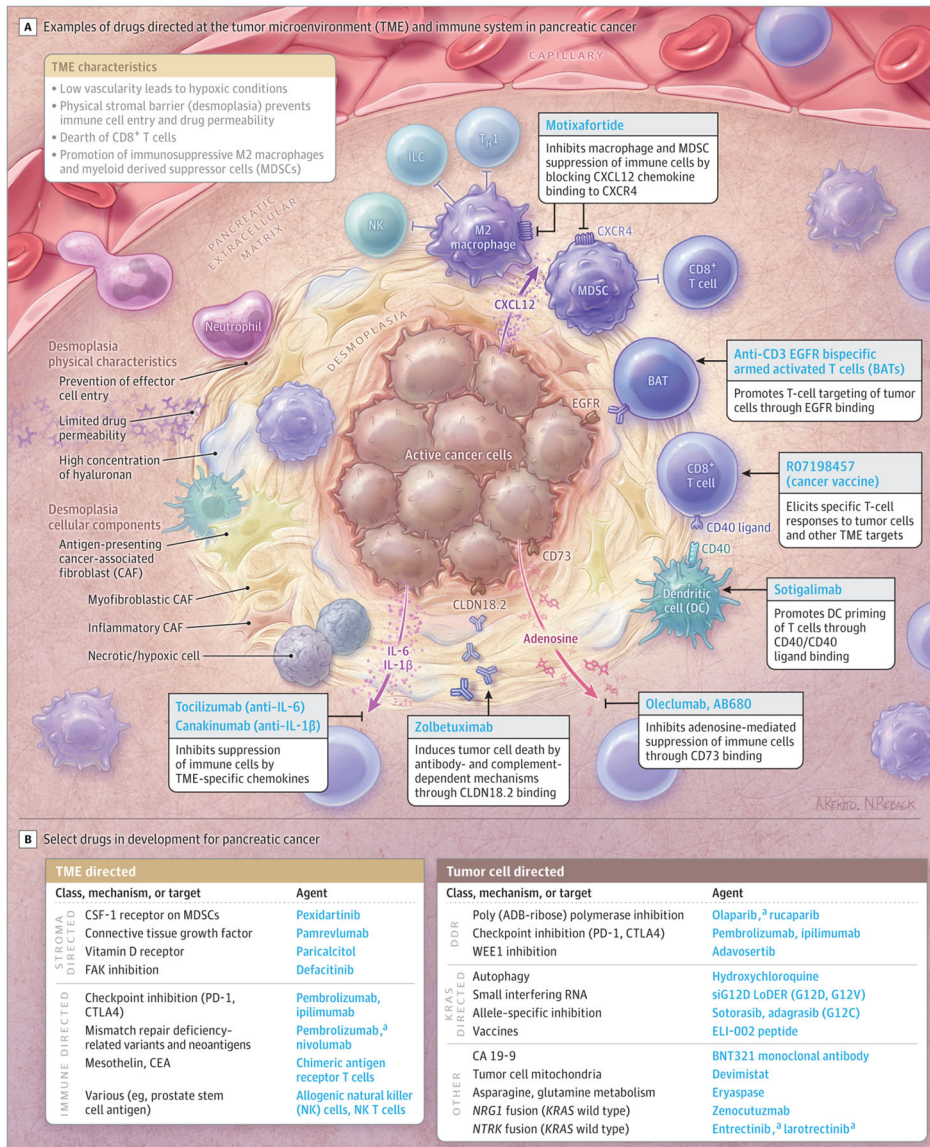 A Examples of drugs directed at the tumor microenvironment (TME) and immune system in pancreatic cancer
CAPILLARY
TME characteristics
• Low vascularity leads to hypoxic conditions
• Physical stromal barrier (desmoplasia) prevents
immune cell entry and drug permeability
• Dearth of CD8+ T cells
• Promotion of immunosuppressive M2 macrophages
and myeloid derived suppressor cells (MDSCs)
PANCREATIC
EXTRACELLULAR
MATRIX
ILC
TH1
NK
M2
macrophage
Motixafortide
Inhibits macrophage and MDSC
suppression of immune cells by
blocking CXCL12 chemokine
binding to CXCR4
CXCR4
MDSC
CD8+
T cell
CXCL12
Neutrophil
DESMOPLASIA
Desmoplasia
physical characteristics
Prevention of effector
cell entry
Limited drug
permeability
High concentration
of hyaluronan
Desmoplasia
cellular components
Antigen-presenting
cancer-associated
fibroblast (CAF)
Myofibroblastic CAF
Inflammatory CAF
Necrotic/hypoxic cell
Active cancer cells
EGFR
BAT
Anti-CD3 EGFR bispecific
armed activated T cells (BATs)
Promotes T-cell targeting of tumor
cells through EGFR binding
CD8+
T cell
R07198457
(cancer vaccine)
Elicits specific T-cell
responses to tumor cells
and other TME targets
CD40 ligand
CD40
Dendritic
cell (DC)
Sotigalimab
Promotes DC priming
of T cells through
CD40/CD40
ligand binding
CD73
CLDN18.2
Adenosine
IL-6
IL-1β
Tocilizumab (anti–IL-6)
Canakinumab (anti–IL-1β)
Inhibits suppression
of immune cells by
TME-specific chemokines
Zolbetuximab
Induces tumor cell death by
antibody- and complement-
dependent mechanisms
through CLDN18.2 binding
Oleclumab, AB680
Inhibits adenosine-mediated
suppression of immune cells
through CD73 binding
A.REKITO, N.REBACK
B Select drugs in development for pancreatic cancer
TME directed
Class, mechanism, or target Agent
STROMA
DIRECTED
CSF-1 receptor on MDSCs Pexidartinib
Connective tissue growth factor Pamrevlumab
Vitamin D receptor Paricalcitol
FAK inhibition Defacitinib
IMMUNE DIRECTED
Checkpoint inhibition (PD-1, Pembrolizumab,
CTLA4) ipilimumab
Mismatch repair deficiency– Pembrolizumab,a
related variants and neoantigens nivolumab
Mesothelin, CEA Chimeric antigen
receptor T cells
Various (eg, prostate stem Allogenic natural killer
cell antigen) (NK) cells, NK T cells
Tumor cell directed
Class, mechanism, or target Agent
DDR
Poly (ADB-ribose) polymerase inhibition Olaparib,a rucaparib
Checkpoint inhibition (PD-1, CTLA4) Pembrolizumab, ipilimumab
WEE1 inhibition Adavosertib
KRAS
DIRECTED
Autophagy Hydroxychloroquine
Small interfering RNA siG12D LoDER (G12D, G12V)
Allele-specific inhibition Sotorasib, adagrasib (G12C)
Vaccines ELI-002 peptide
OTHER
CA 19-9 BNT321 monoclonal antibody
Tumor cell mitochondria Devimistat
Asparagine, glutamine metabolism Eryaspase
NRG1 fusion (KRAS wild type) Zenocutuzmab
NTRK fusion (KRAS wild type) Entrectinib,a larotrectiniba